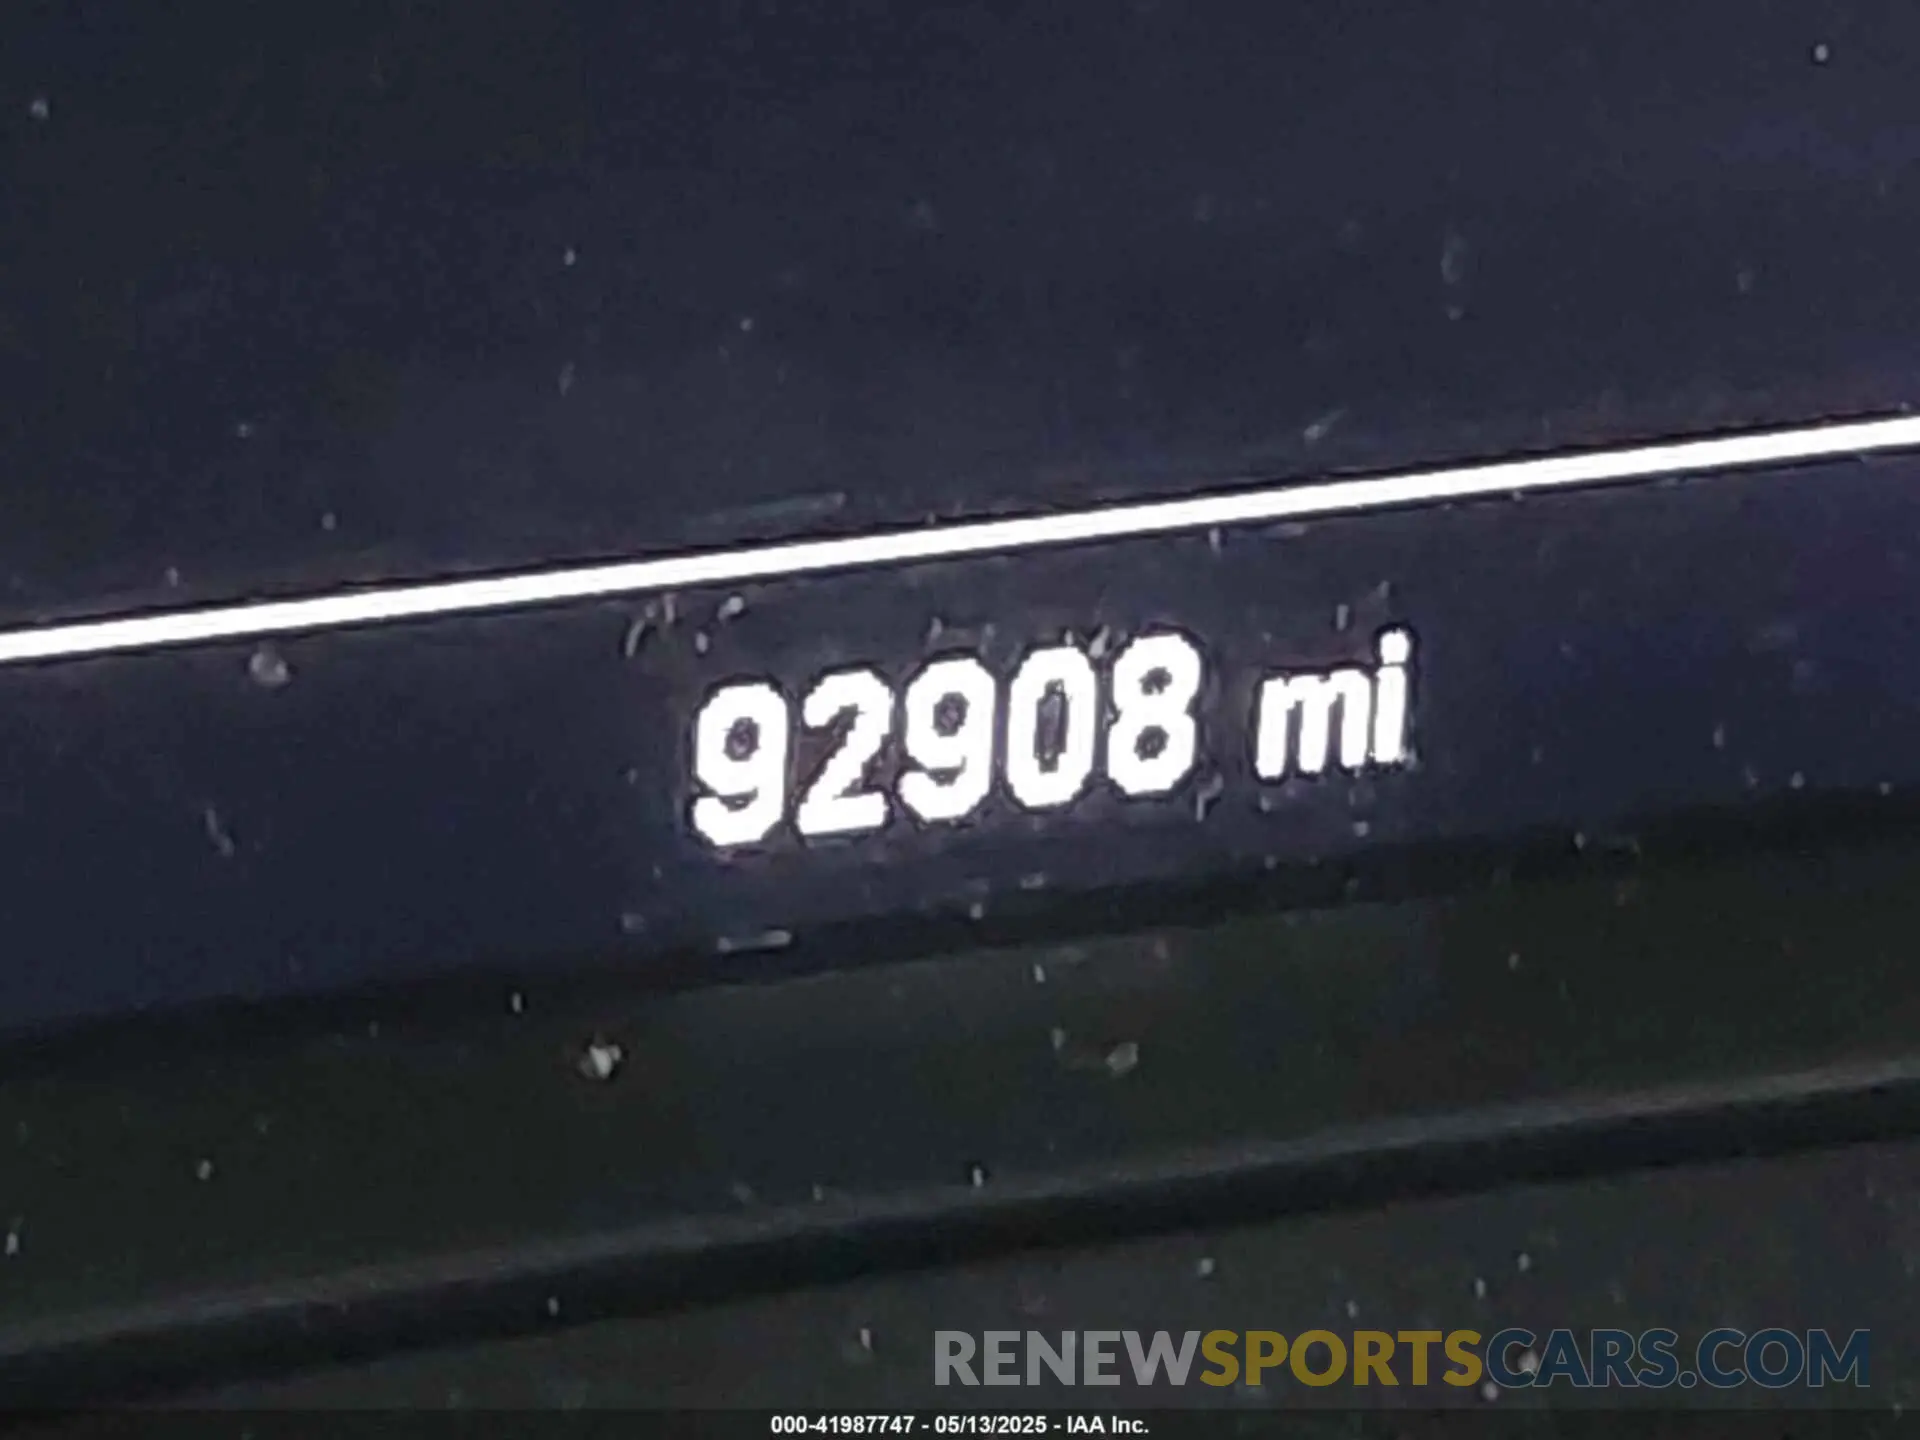 92908 mi
RENEWSPORTSCARS.COM
000-41987747 - 05/13/2025 - IAA Inc.